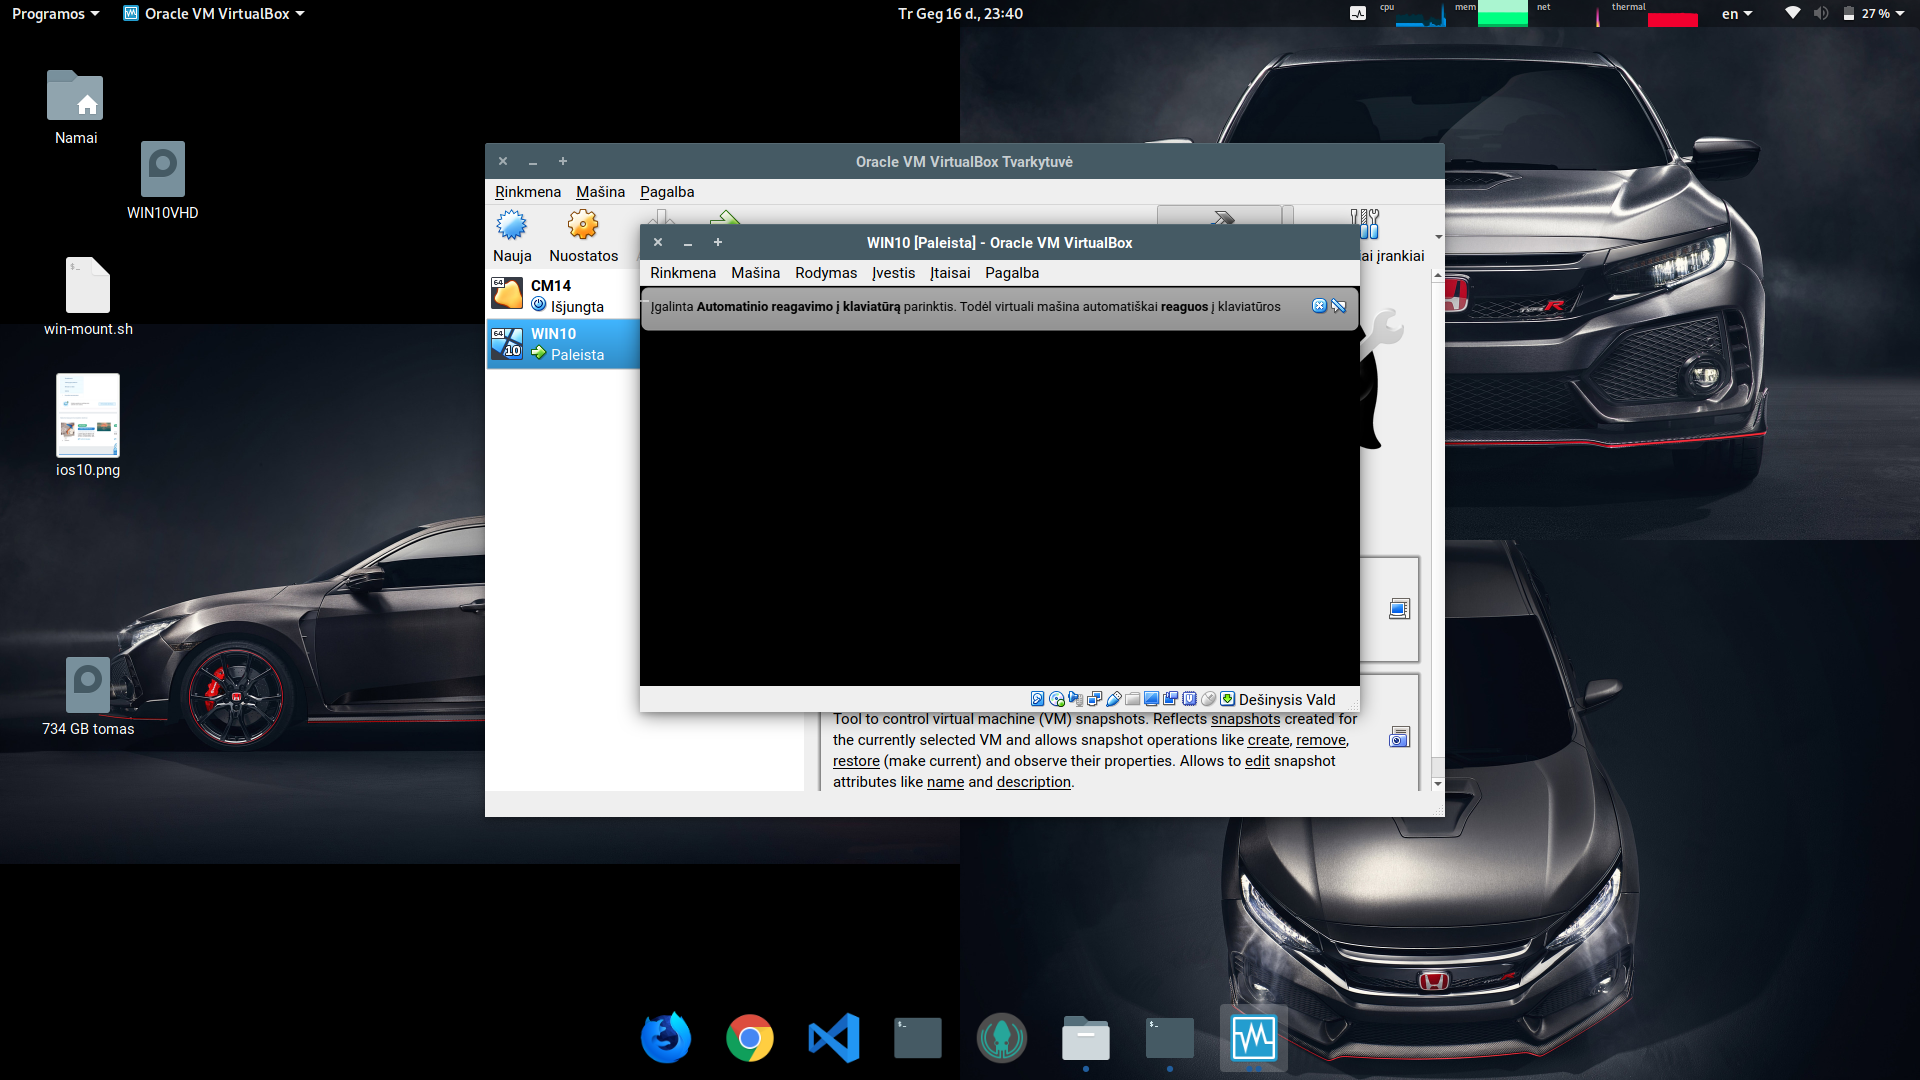 Programos
Oracle VM VirtualBox
Tr Geg 16 d., 23:40
cpu
mem
net
thermal
en
27 %
Namai
WIN10VHD
win-mount.sh
ios10.png
734 GB tomas
Oracle VM VirtualBox Tvarkytuvė
Rinkmena Mašina Pagalba
Nauja
Nuostatos
ai įrankiai
64
CM14
Išjungta
64
10
WIN10
Paleista
WIN10 [Paleista] - Oracle VM VirtualBox
Rinkmena Mašina Rodymas Įvestis Įtaisai Pagalba
Įgalinta Automatinio reagavimo į klaviatūrą parinktis. Todėl virtuali mašina automatiškai reaguos į klaviatūros
Dešinysis Vald
Tool to control virtual machine (VM) snapshots. Reflects snapshots created for
the currently selected VM and allows snapshot operations like create, remove,
restore (make current) and observe their properties. Allows to edit snapshot
attributes like name and description.